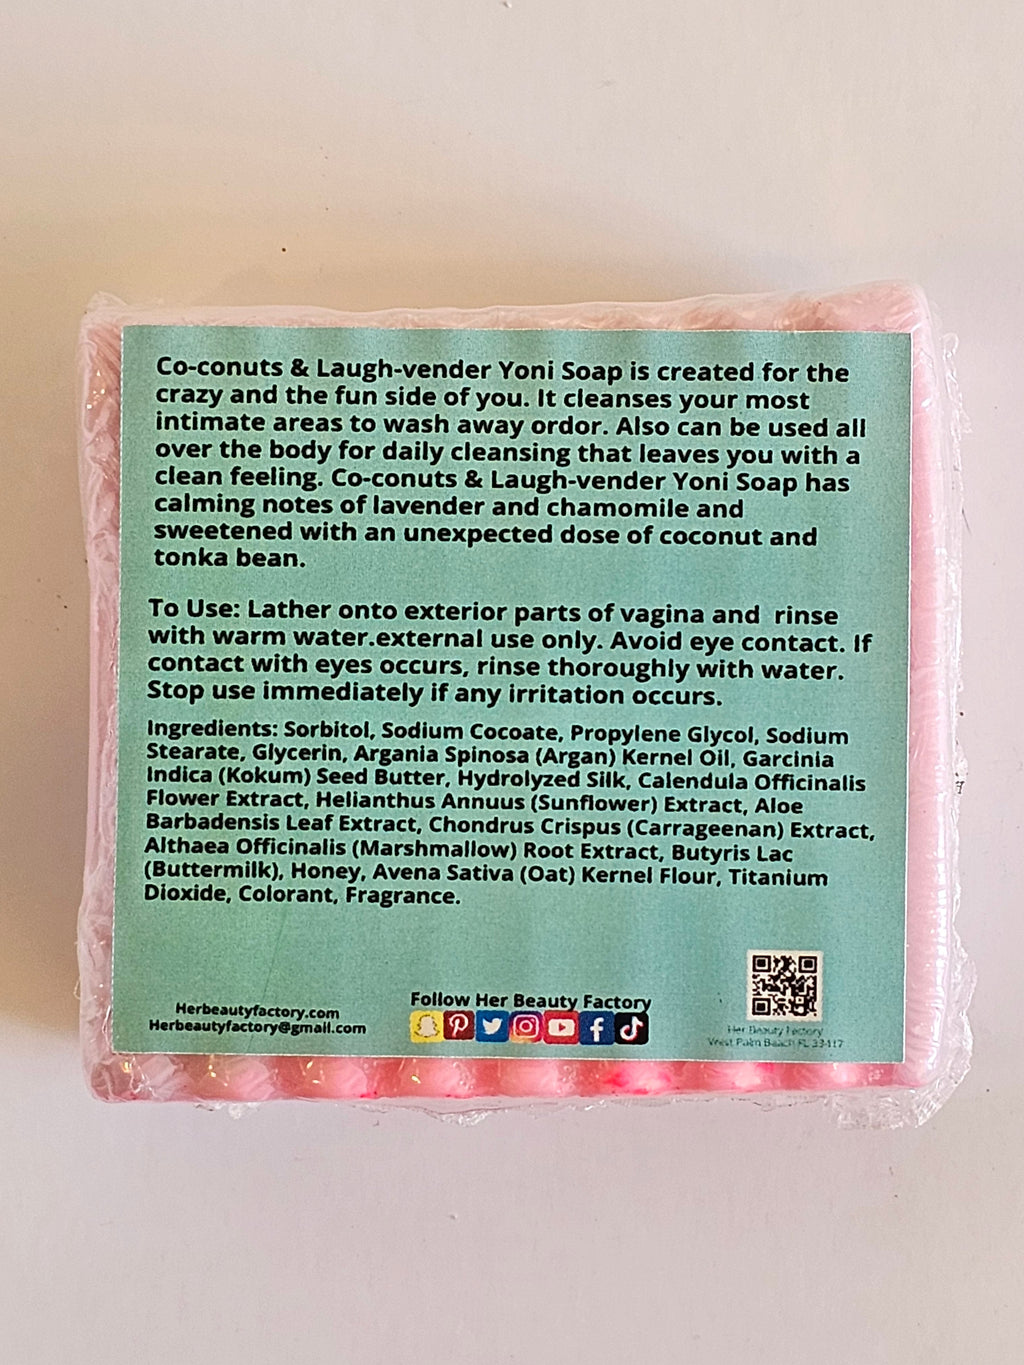 Co-conuts & Laugh-vender Yoni Soap is created for the
crazy and the fun side of you. It cleanses your most
intimate areas to wash away ordor. Also can be used all
over the body for daily cleansing that leaves you with a
clean feeling. Co-conuts & Laugh-vender Yoni Soap has
calming notes of lavender and chamomile and
sweetened with an unexpected dose of coconut and
tonka bean.
To Use: Lather onto exterior parts of vagina and rinse
with warm water.external use only. Avoid eye contact. If
contact with eyes occurs, rinse thoroughly with water.
Stop use immediately if any irritation occurs.
Ingredients: Sorbitol, Sodium Cocoate, Propylene Glycol, Sodium
Stearate, Glycerin, Argania Spinosa (Argan) Kernel Oil, Garcinia
Indica (Kokum) Seed Butter, Hydrolyzed Silk, Calendula Officinalis
Flower Extract, Helianthus Annuus (Sunflower) Extract, Aloe
Barbadensis Leaf Extract, Chondrus Crispus (Carrageenan) Extract,
Althaea Officinalis (Marshmallow) Root Extract, Butyris Lac
(Buttermilk), Honey, Avena Sativa (Oat) Kernel Flour, Titanium
Dioxide, Colorant, Fragrance.
Herbeautyfactory.com
Herbeautyfactory@gmail.com
Follow Her Beauty Factory
Her Beauty Factory
West Palm Beach FL 33417